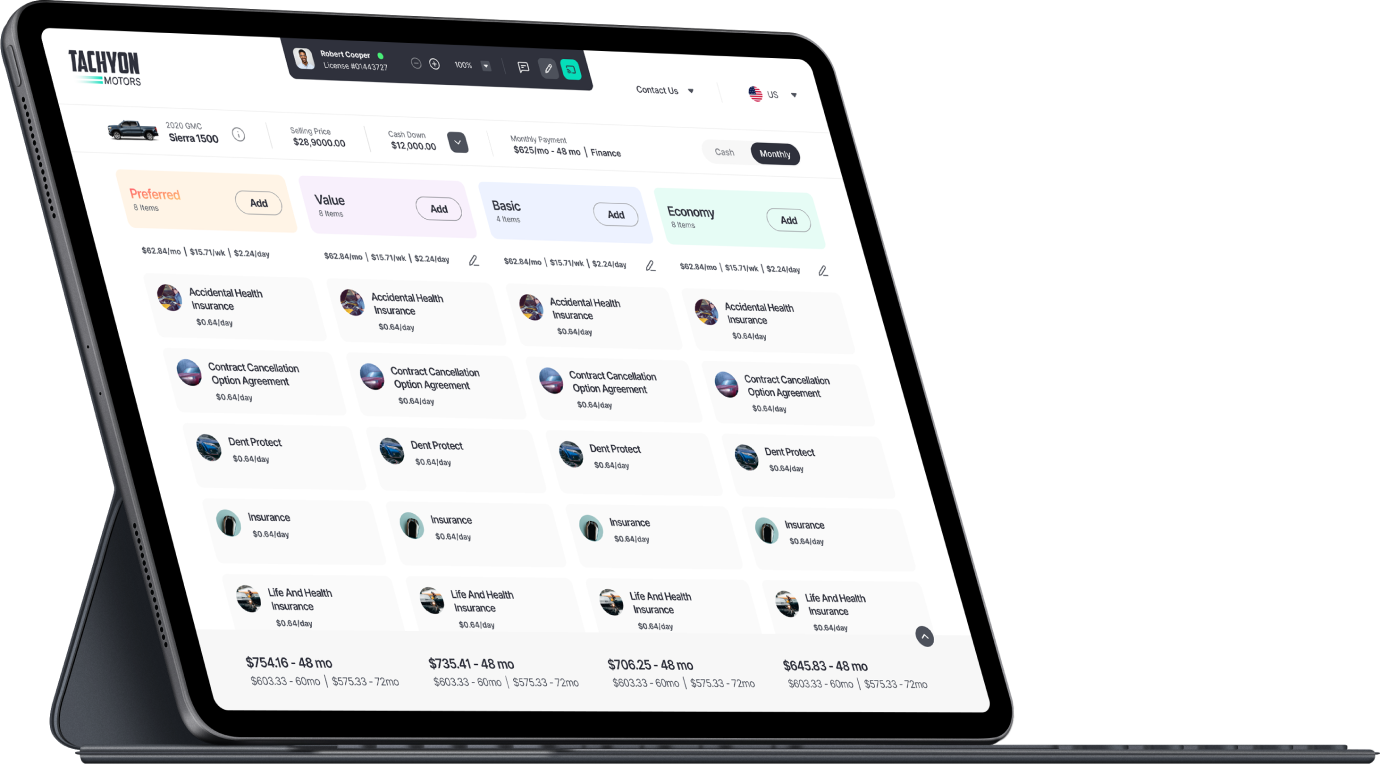 TACHYON
MOTORS
Robert Cooper
License #01443727
100%
Contact Us
US
2020 GMC
Sierra 1500
Selling Price
$28,9000.00
Cash Down
$12,000.00
Monthly Payment
$625/mo - 48 mo | Finance
Cash
Monthly
Preferred
8 Items
Add
Value
8 Items
Add
Basic
4 Items
Add
Economy
8 Items
Add
$62.84/mo | $15.71/wk | $2.24/day
$62.84/mo | $15.71/wk | $2.24/day
$62.84/mo | $15.71/wk | $2.24/day
$62.84/mo | $15.71/wk | $2.24/day
Accidental Health
Insurance
$0.64/day
Accidental Health
Insurance
$0.64/day
Accidental Health
Insurance
$0.64/day
Accidental Health
Insurance
$0.64/day
Contract Cancellation
Option Agreement
$0.64/day
Contract Cancellation
Option Agreement
$0.64/day
Contract Cancellation
Option Agreement
$0.64/day
Contract Cancellation
Option Agreement
$0.64/day
Dent Protect
$0.64/day
Dent Protect
$0.64/day
Dent Protect
$0.64/day
Dent Protect
$0.64/day
Insurance
$0.64/day
Insurance
$0.64/day
Insurance
$0.64/day
Insurance
$0.64/day
Life And Health
Insurance
$0.64/day
Life And Health
Insurance
$0.64/day
Life And Health
Insurance
$0.64/day
Life And Health
Insurance
$0.64/day
$754.16 - 48 mo
$603.33 - 60mo | $575.33 - 72mo
$735.41 - 48 mo
$603.33 - 60mo | $575.33 - 72mo
$706.25 - 48 mo
$603.33 - 60mo | $575.33 - 72mo
$645.83 - 48 mo
$603.33 - 60mo | $575.33 - 72mo